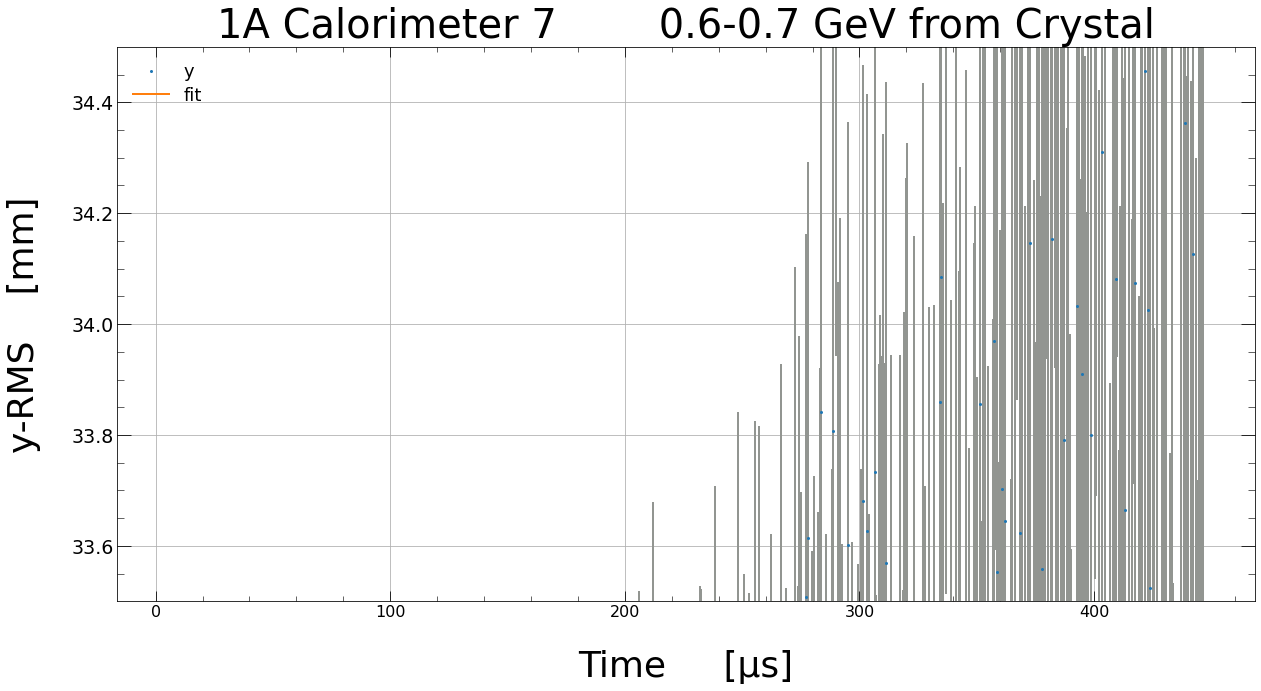 1A Calorimeter 7 0.6-0.7 GeV from Crystal
y
fit
34.4
34.2
34.0
33.8
33.6
y-RMS [mm]
0 100 200 300 400
Time [µs]